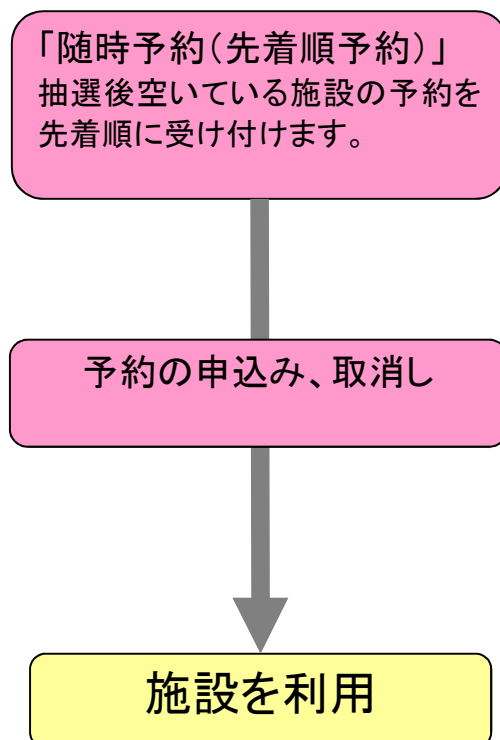 「随時予約(先着順予約)」
抽選後空いている施設の予約を
先着順に受け付けます。
予約の申込み、取消し
施設を利用